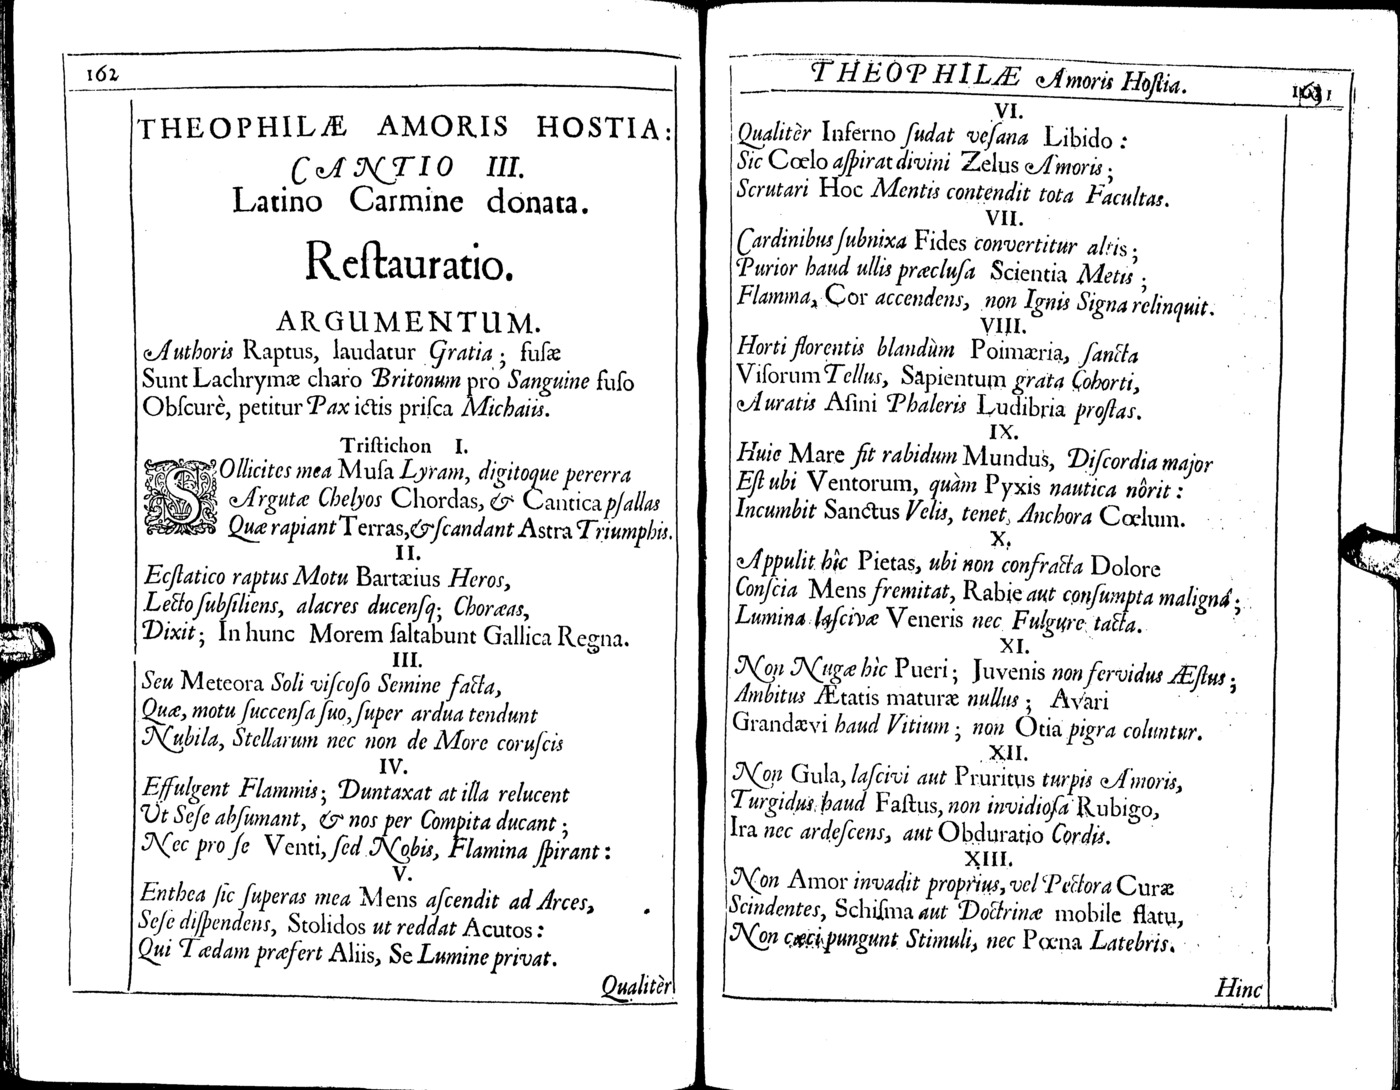 162
THEOPHILÆ AMORIS HOSTIA:
CANTIO III.
Latino Carmine donata.
Reſtauratio.
ARGUMENTUM.
Authoris Raptus, laudatur Gratia; fuſæ
Sunt Lachrymæ charo Britonum pro Sanguine fuſo
Obſcurè, petitur Pax ictis priſca Michaiis.
Triſtichon I.
SOllicites mea Muſa Lyram, digitoque pererra
Argutæ Chelyos Chordas, & Cantica pſallas
Quæ rapiant Terras, & ſcandant Aſtra Triumphis.
II.
Ecſtatico raptus Motu Bartæius Heros,
Lecto ſubſiliens, alacres ducenſq; Choræas,
Dixit; In hunc Morem ſaltabunt Gallica Regna.
III.
Seu Meteora Soli viſcoſo Semine facta,
Quæ, motu ſuccenſa ſuo, ſuper ardua tendunt
Nubila, Stellarum nec non de More coruſcis
IV.
Effulgent Flammis; Duntaxat at illa relucent
Ut Seſe abſumant, & nos per Compita ducant;
Nec pro ſe Venti, ſed Nobis, Flamina ſpirant:
V.
Enthea ſic ſuperas mea Mens aſcendit ad Arces,
Seſe diſpendens, Stolidos ut reddat Acutos:
Qui Tædam præfert Aliis, Se Lumine privat.
Qualitèr
THEOPHILÆ Amoris Hoſtia.
VI.
Qualitèr Inferno ſudat veſana Libido:
Sic Cœlo aſpirat divini Zelus Amoris;
Scrutari Hoc Mentis contendit tota Facultas.
VII.
Cardinibus ſubnixa Fides convertitur altis;
Purior haud ullis præcluſa Scientia Metis;
Flamma, Cor accendens, non Ignis Signa relinquit.
VIII.
Horti florentis blandùm Poimæria, ſancta
Viſorum Tellus, Sapientum grata Cohorti,
Auratis Aſini Phaleris Ludibria proſtas.
IX.
Huic Mare fit rabidum Mundus, Diſcordia major
Eſt ubi Ventorum, quàm Pyxis nautica nôrit:
Incumbit Sanctus Velis, tenet Anchora Cœlum.
X.
Appulit hìc Pietas, ubi non confracta Dolore
Conſcia Mens fremitat, Rabie aut conſumpta malignâ;
Lumina laſcivæ Veneris nec Fulgure tacta.
XI.
Non Nugæ hìc Pueri; Juvenis non fervidus Æſtus;
Ambitus Ætatis maturæ nullus; Avari
Grandævi haud Vitium; non Otia pigra coluntur.
XII.
Non Gula, laſcivi aut Pruritus turpis Amoris,
Turgidus haud Faſtus, non invidioſa Rubigo,
Ira nec ardeſcens, aut Obduratio Cordis.
XIII.
Non Amor invadit proprius, vel Pectora Curæ
Scindentes, Schiſma aut Doctrinæ mobile flatu,
Non cæci pungunt Stimuli, nec Pœna Latebris.
Hinc